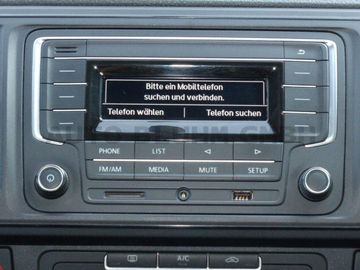 Bitte ein Mobiltelefon
suchen und verbinden.
Telefon wählen Telefon suchen
PHONE LIST ◁ ▷
FM/AM MEDIA MUTE SETUP
A/C